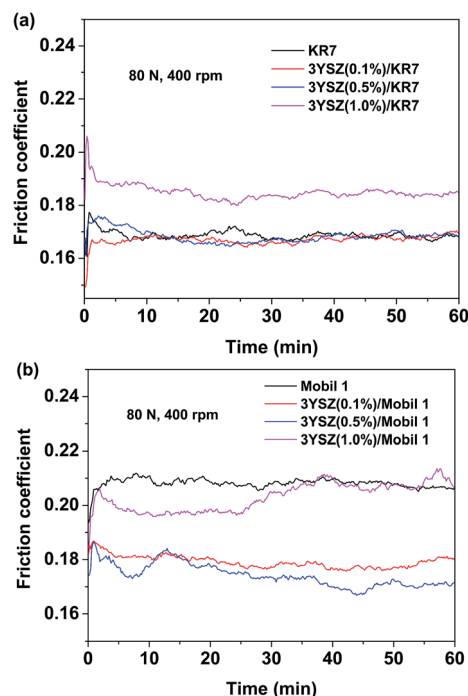 (a)
KR7
3YSZ(0.1%)/KR7
3YSZ(0.5%)/KR7
3YSZ(1.0%)/KR7
80 N, 400 rpm
Friction coefficient
0.24
0.22
0.20
0.18
0.16
0 10 20 30 40 50 60
Time (min)
(b)
Mobil 1
3YSZ(0.1%)/Mobil 1
3YSZ(0.5%)/Mobil 1
3YSZ(1.0%)/Mobil 1
80 N, 400 rpm
Friction coefficient
0.24
0.22
0.20
0.18
0.16
0 10 20 30 40 50 60
Time (min)